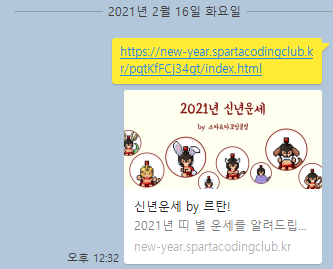 2021년 2월 16일 화요일
https://new-year.spartacodingclub.k
r/pqtKfFCj34gt/index.html
2021년 신년운세
by 스파르타코딩클럽
신년운세 by 르탄!
2021년 띠 별 운세를 알려드립...
new-year.spartacodingclub.kr
오후 12:32